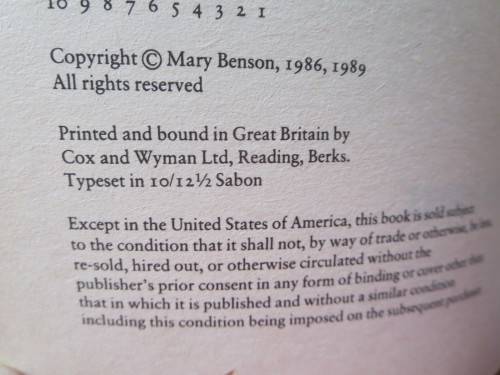 10 9 8 7 6 5 4 3 2 1
Copyright © Mary Benson, 1986, 1989
All rights reserved
Printed and bound in Great Britain by
Cox and Wyman Ltd, Reading, Berks.
Typeset in 10/12½ Sabon
Except in the United States of America, this book is sold subject
to the condition that it shall not, by way of trade or otherwise, be lent,
re-sold, hired out, or otherwise circulated without the
publisher's prior consent in any form of binding or cover other than
that in which it is published and without a similar condition
including this condition being imposed on the subsequent purchaser